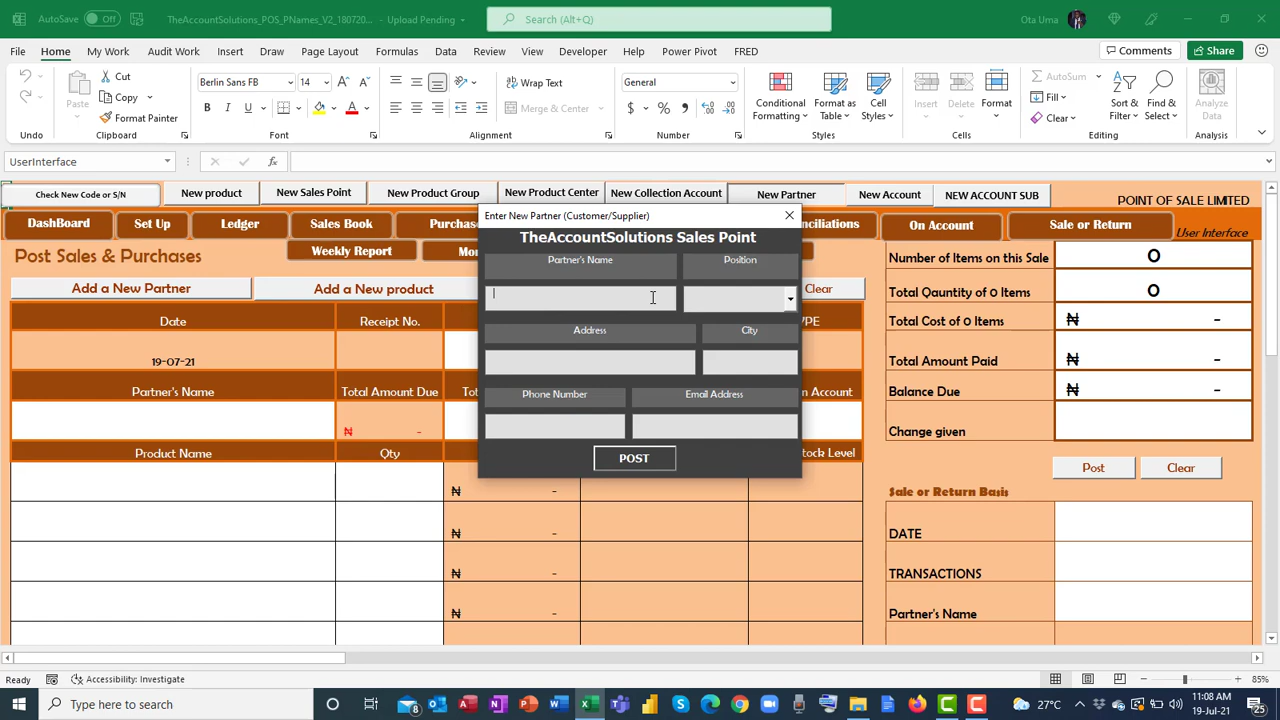 AutoSave Off TheAccountSolutions_POS_PNames_V2_180720... - Upload Pending Search (Alt+Q) Ota Uma
File Home My Work Audit Work Insert Draw Page Layout Formulas Data Review View Developer Help Power Pivot FRED Comments Share
Paste Cut Copy Format Painter
Berlin Sans FB 14 B I U A
Wrap Text Merge & Center
General $ %
Conditional Formatting Format as Table Cell Styles
Insert Delete Format
AutoSum Fill Clear Sort & Filter Find & Select Analyze Data
Undo Clipboard Font Alignment Number Styles Cells Editing Analysis
UserInterface fx
Check New Code or S/N New product New Sales Point New Product Group New Product Center New Collection Account New Partner New Account NEW ACCOUNT SUB POINT OF SALE LIMITED
DashBoard Set Up Ledger Sales Book Purchas nciliations On Account Sale or Return User Interface
Post Sales & Purchases Weekly Report Mo
Add a New Partner Add a New product Clear
Date Receipt No. YPE
19-07-21
Partner's Name Total Amount Due To n Account
₦ -
Product Name Qty tock Level
₦ -
₦ -
₦ -
₦ -
Enter New Partner (Customer/Supplier)
TheAccountSolutions Sales Point
Partner's Name Position
Address City
Phone Number Email Address
POST
Number of Items on this Sale 0
Total Qauntity of 0 Items 0
Total Cost of 0 Items ₦ -
Total Amount Paid ₦ -
Balance Due ₦ -
Change given
Post Clear
Sale or Return Basis
DATE
TRANSACTIONS
Partner's Name
Ready Accessibility: Investigate 85%
Type here to search 8 27°C 11:08 AM
19-Jul-21 25